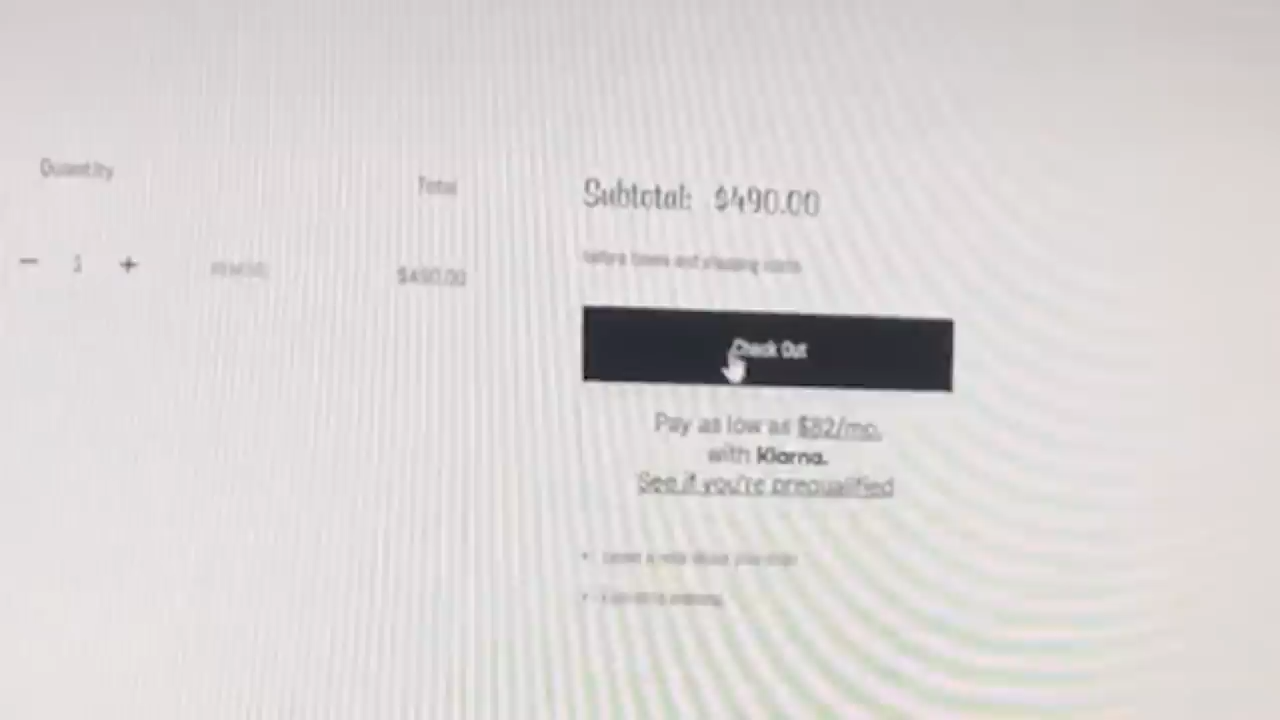 Quantity
Total
Subtotal: $490.00
1
$490.00
Check Out
Pay as low as $82/mo.
with Klarna.
See if you're prequalified